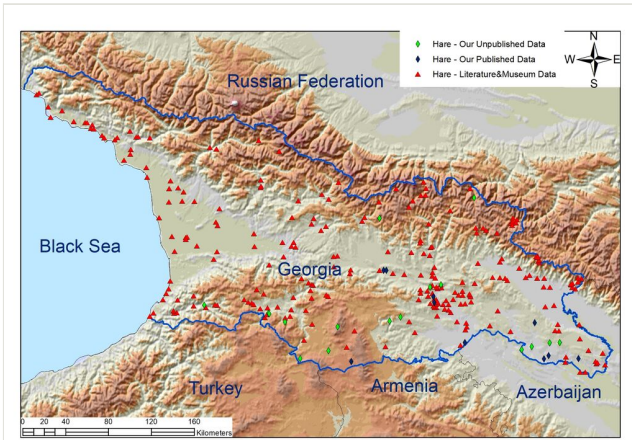 N
W E
S
Hare - Our Unpublished Data
Hare - Our Published Data
Hare - Literature&Museum Data
Russian Federation
Black Sea
Georgia
Turkey
Armenia
Azerbaijan
0 20 40 80 120 160
Kilometers